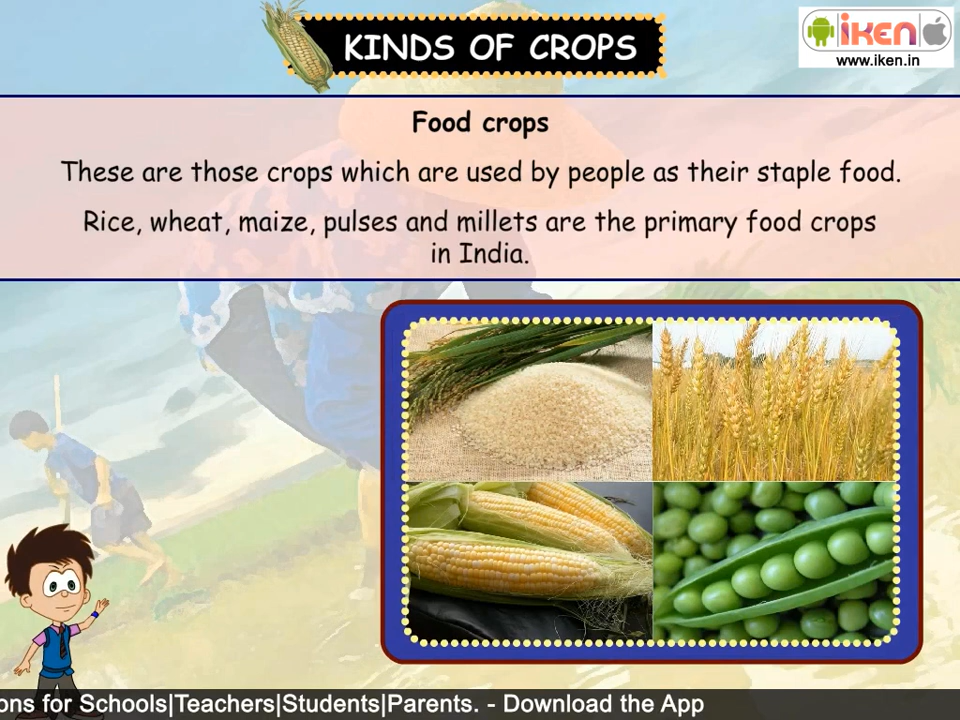 KINDS OF CROPS
iKEN
www.iken.in
Food crops
These are those crops which are used by people as their staple food.
Rice, wheat, maize, pulses and millets are the primary food crops
in India.
ons for Schools|Teachers|Students|Parents. - Download the App